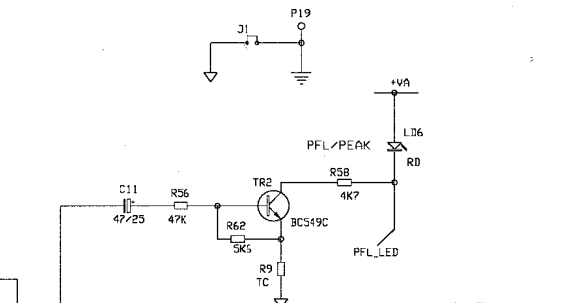 P19
J1
+VA
LD6
PFL/PEAK
RD
R58
TR2
4K7
C11
R56
BC549C
47/25
47K
R62
5K6
PFL_LED
R9
TC